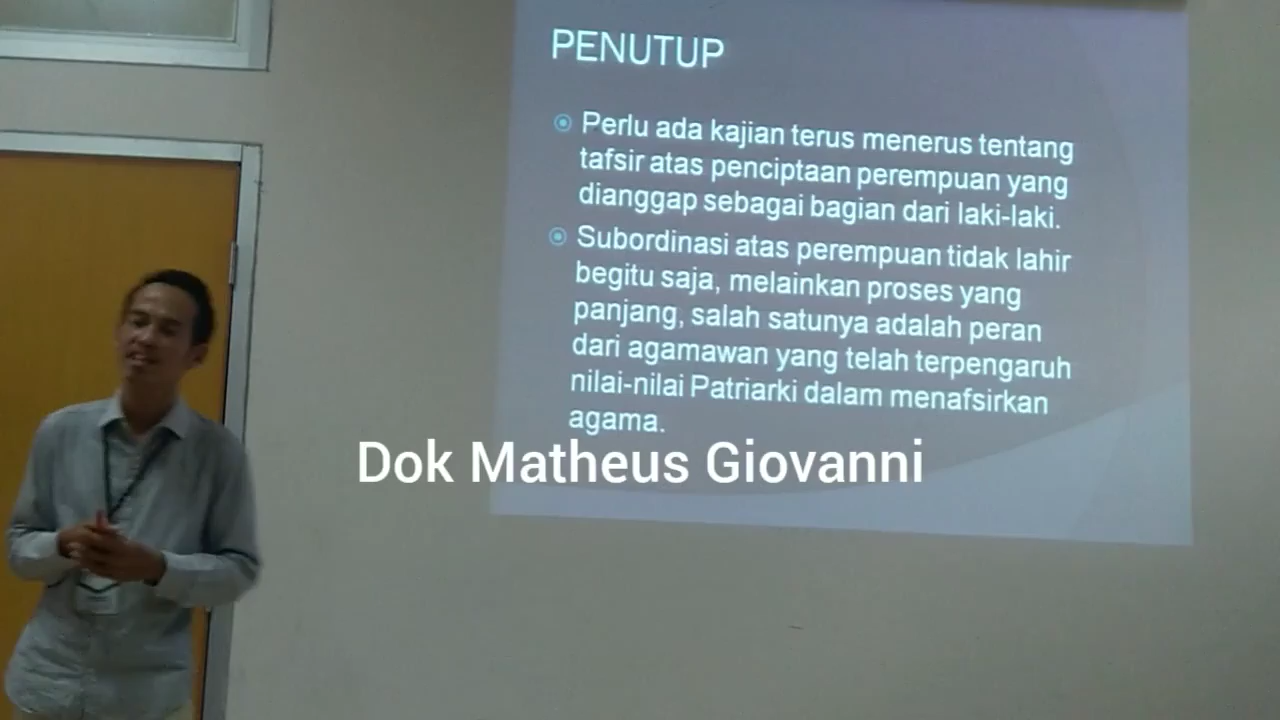 PENUTUP
Perlu ada kajian terus menerus tentang
tafsir atas penciptaan perempuan yang
dianggap sebagai bagian dari laki-laki.
Subordinasi atas perempuan tidak lahir
begitu saja, melainkan proses yang
panjang, salah satunya adalah peran
dari agamawan yang telah terpengaruh
nilai-nilai Patriarki dalam menafsirkan
agama.
Dok Matheus Giovanni